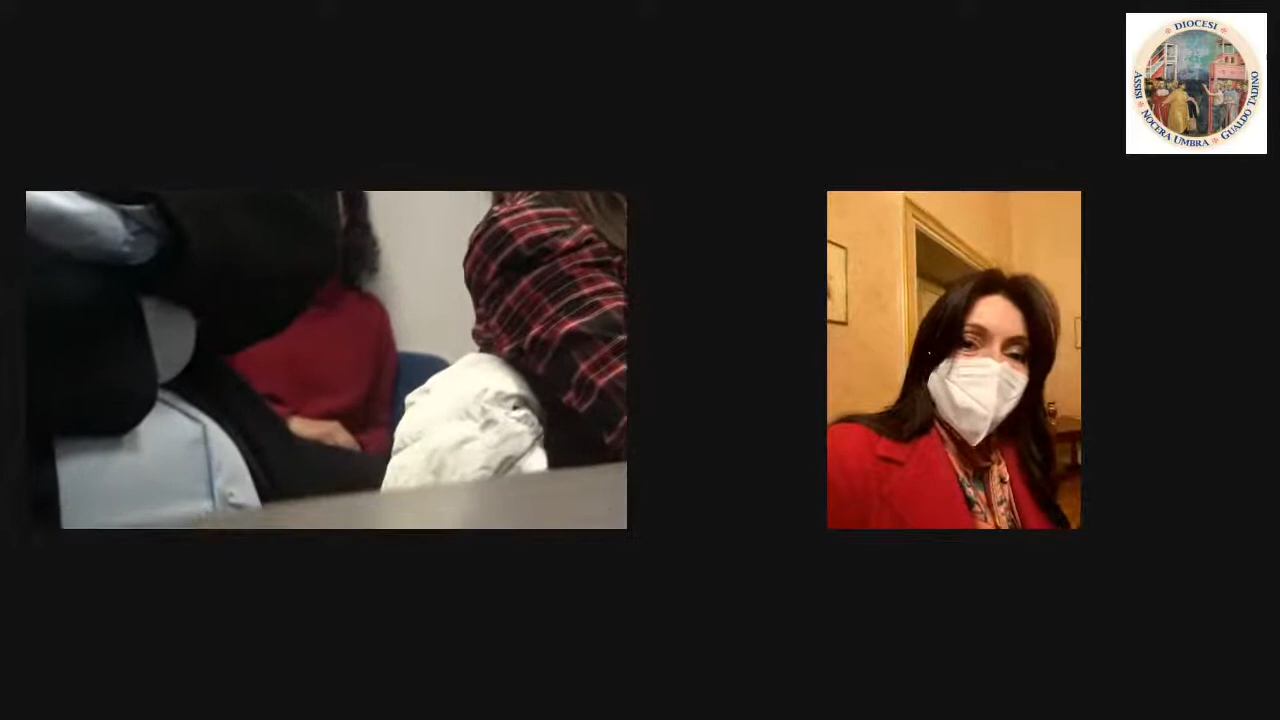 DIOCESI
ASSISI * NOCERA UMBRA * GUALDO TADINO